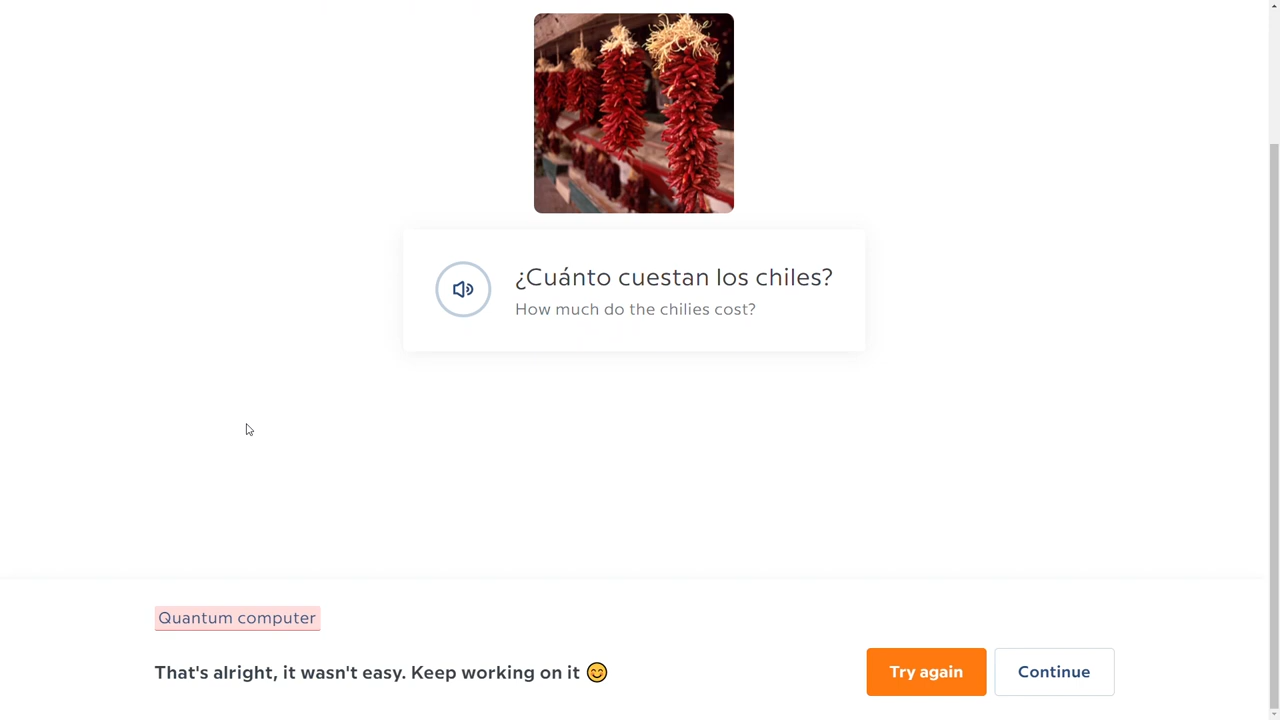 ¿Cuánto cuestan los chiles?
How much do the chilies cost?
Quantum computer
That's alright, it wasn't easy. Keep working on it 😊
Try again
Continue